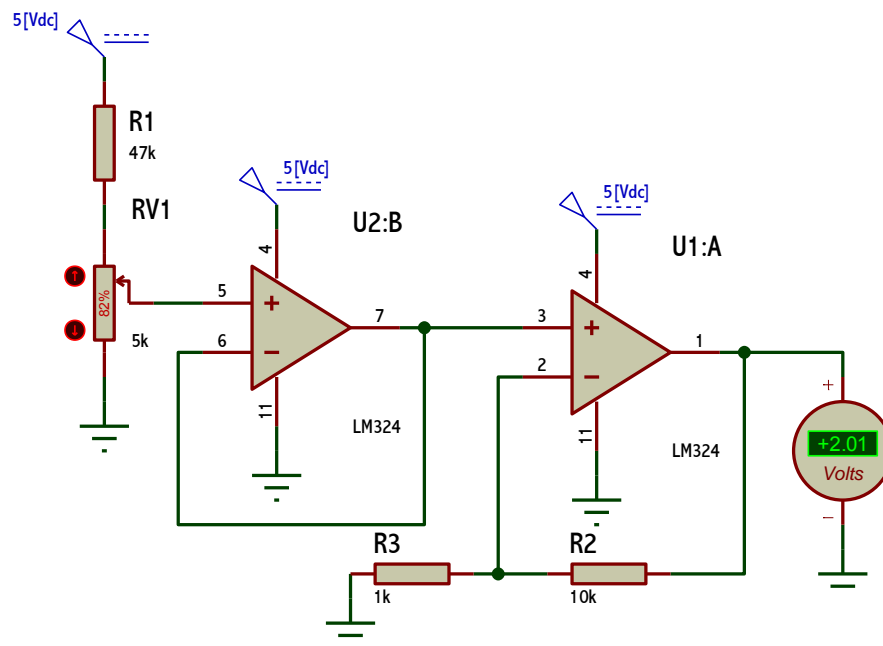 5[Vdc]
R1
47k
RV1
82%
5k
5[Vdc]
U2:B
4
5
6
7
11
LM324
5[Vdc]
U1:A
4
3
2
1
11
LM324
+2.01
Volts
R3
1k
R2
10k